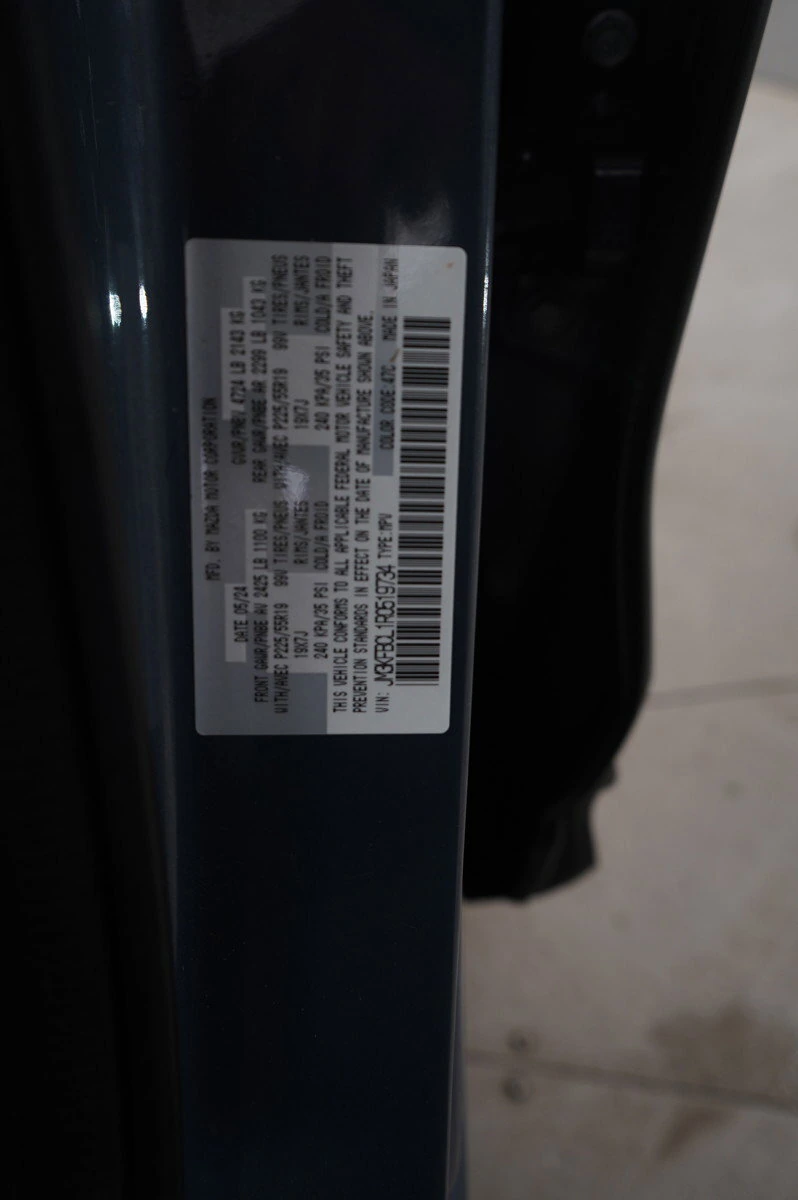 MFD. BY MAZDA MOTOR CORPORATION
DATE 05/24 GVWR/PNBV 4724 LB 2143 KG
FRONT GAWR/PNBE AV 2425 LB 1100 KG REAR GAWR/PNBE AR 2299 LB 1043 KG
WITH/AVEC P225/55R19 99V TIRES/PNEUS WITH/AVEC P225/55R19 99V TIRES/PNEUS
19X7J RIMS/JANTES 19X7J RIMS/JANTES
240 KPA/35 PSI COLD/A FROID 240 KPA/35 PSI COLD/A FROID
THIS VEHICLE CONFORMS TO ALL APPLICABLE FEDERAL MOTOR VEHICLE SAFETY AND THEFT
PREVENTION STANDARDS IN EFFECT ON THE DATE OF MANUFACTURE SHOWN ABOVE.
VIN: JM3KFBCL1R0519734 TYPE:MPV COLOR CODE 47C MADE IN JAPAN